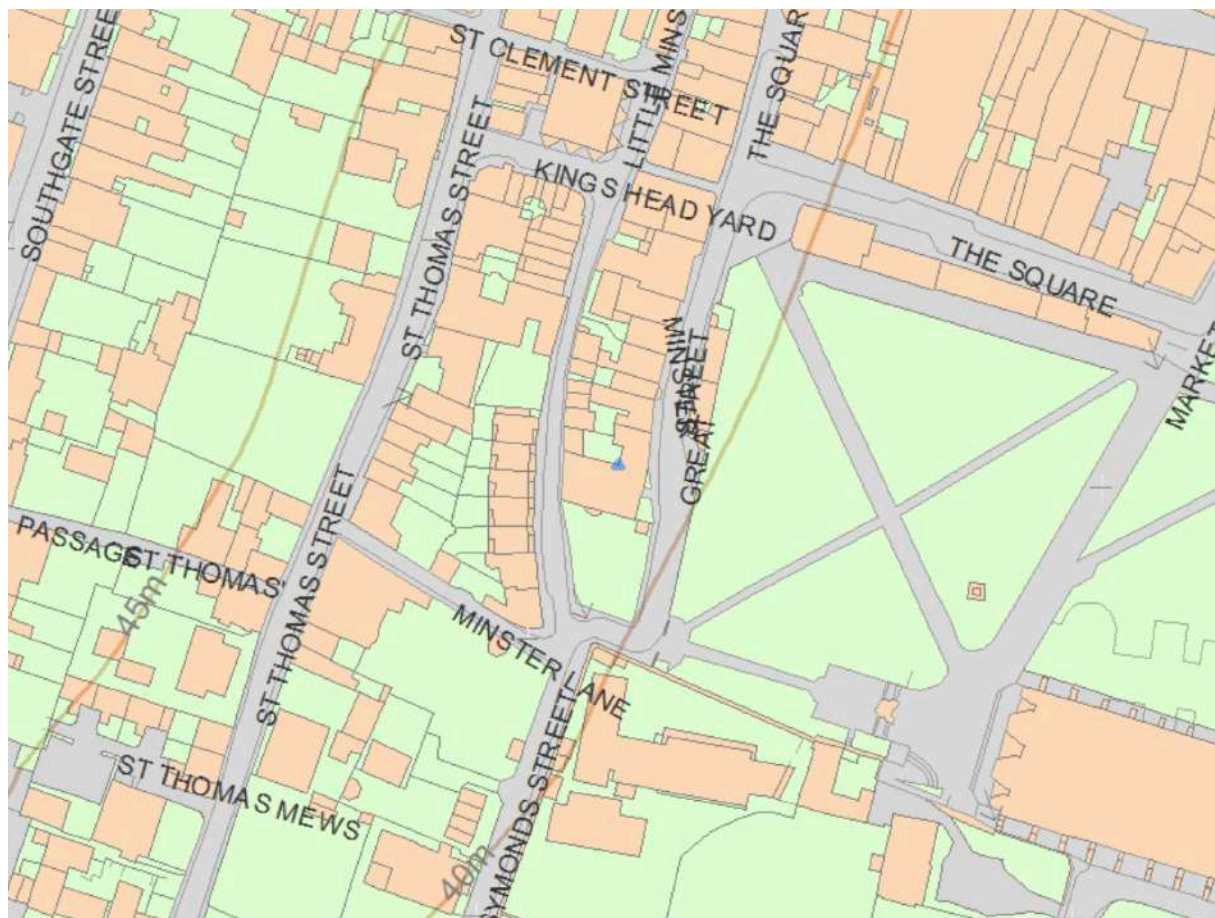 SOUTHGATE STREE
ST CLEMENT STREET
LITTLE MINS
THE SQUAR
ST THOMAS STREET
KINGS HEAD YARD
THE SQUARE
MARKET
MINSTER
STREET
GREAT
PASSAGE
ST THOMAS'
ST THOMAS STREET
45m
MINSTER LANE
ST THOMAS MEWS
SYMONDS STREET
40m